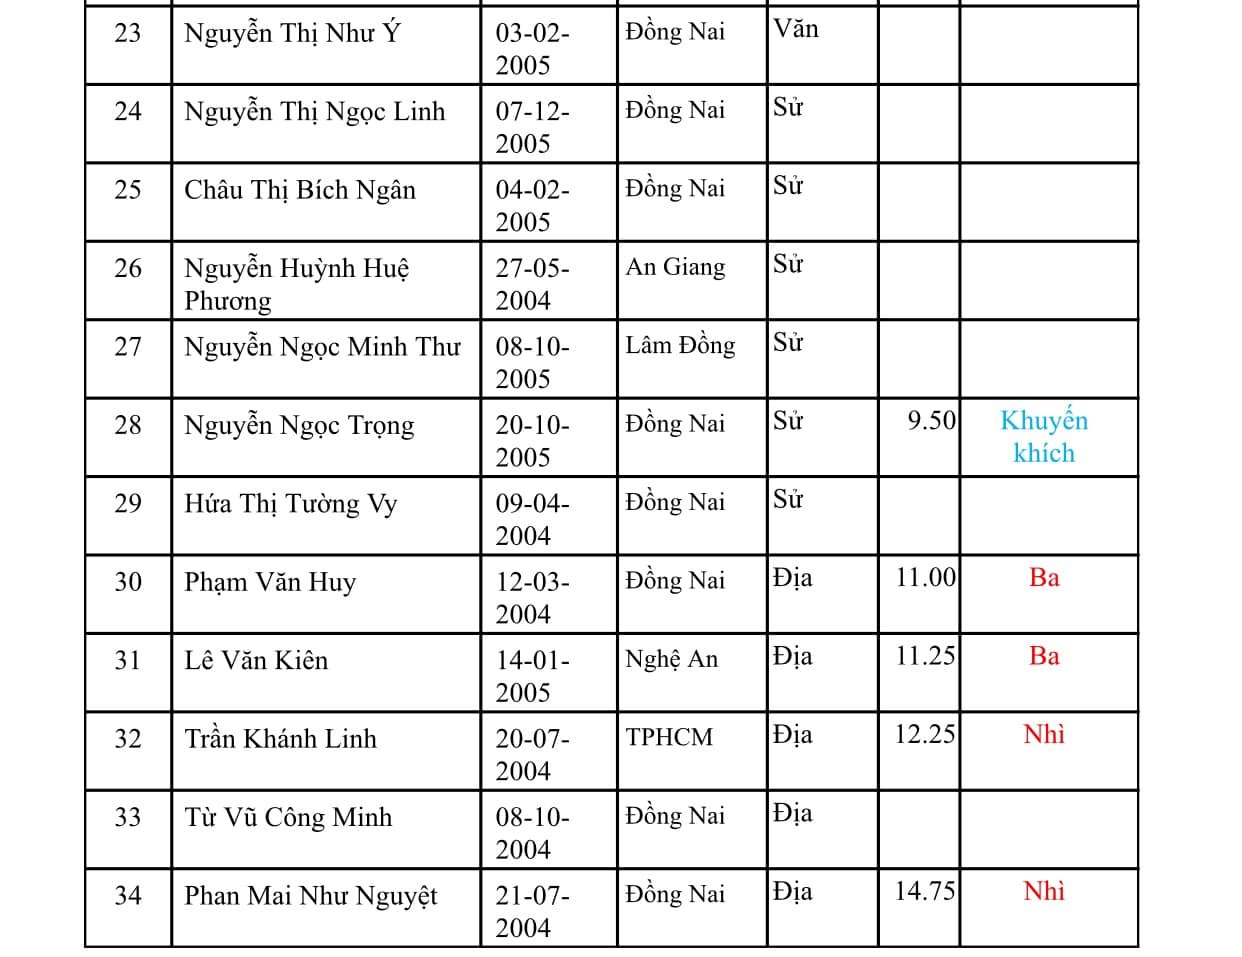 23 Nguyễn Thị Như Ý 03-02- Đồng Nai Văn
2005
24 Nguyễn Thị Ngọc Linh 07-12- Đồng Nai Sử
2005
25 Châu Thị Bích Ngân 04-02- Đồng Nai Sử
2005
26 Nguyễn Huỳnh Huệ 27-05- An Giang Sử
Phương 2004
27 Nguyễn Ngọc Minh Thư 08-10- Lâm Đồng Sử
2005
28 Nguyễn Ngọc Trọng 20-10- Đồng Nai Sử 9.50 Khuyến
2005 khích
29 Hứa Thị Tường Vy 09-04- Đồng Nai Sử
2004
30 Phạm Văn Huy 12-03- Đồng Nai Địa 11.00 Ba
2004
31 Lê Văn Kiên 14-01- Nghệ An Địa 11.25 Ba
2005
32 Trần Khánh Linh 20-07- TPHCM Địa 12.25 Nhì
2004
33 Từ Vũ Công Minh 08-10- Đồng Nai Địa
2004
34 Phan Mai Như Nguyệt 21-07- Đồng Nai Địa 14.75 Nhì
2004